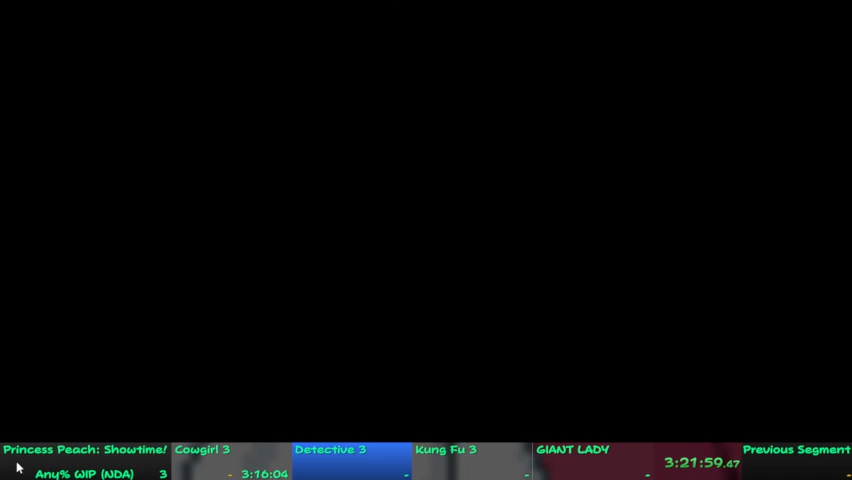 Princess Peach: Showtime! Cowgirl 3 Detective 3 Kung Fu 3 GIANT LADY Previous Segment
3:21:59.47
Any% WIP (NDA) 3 - 3:16:04 - - - -